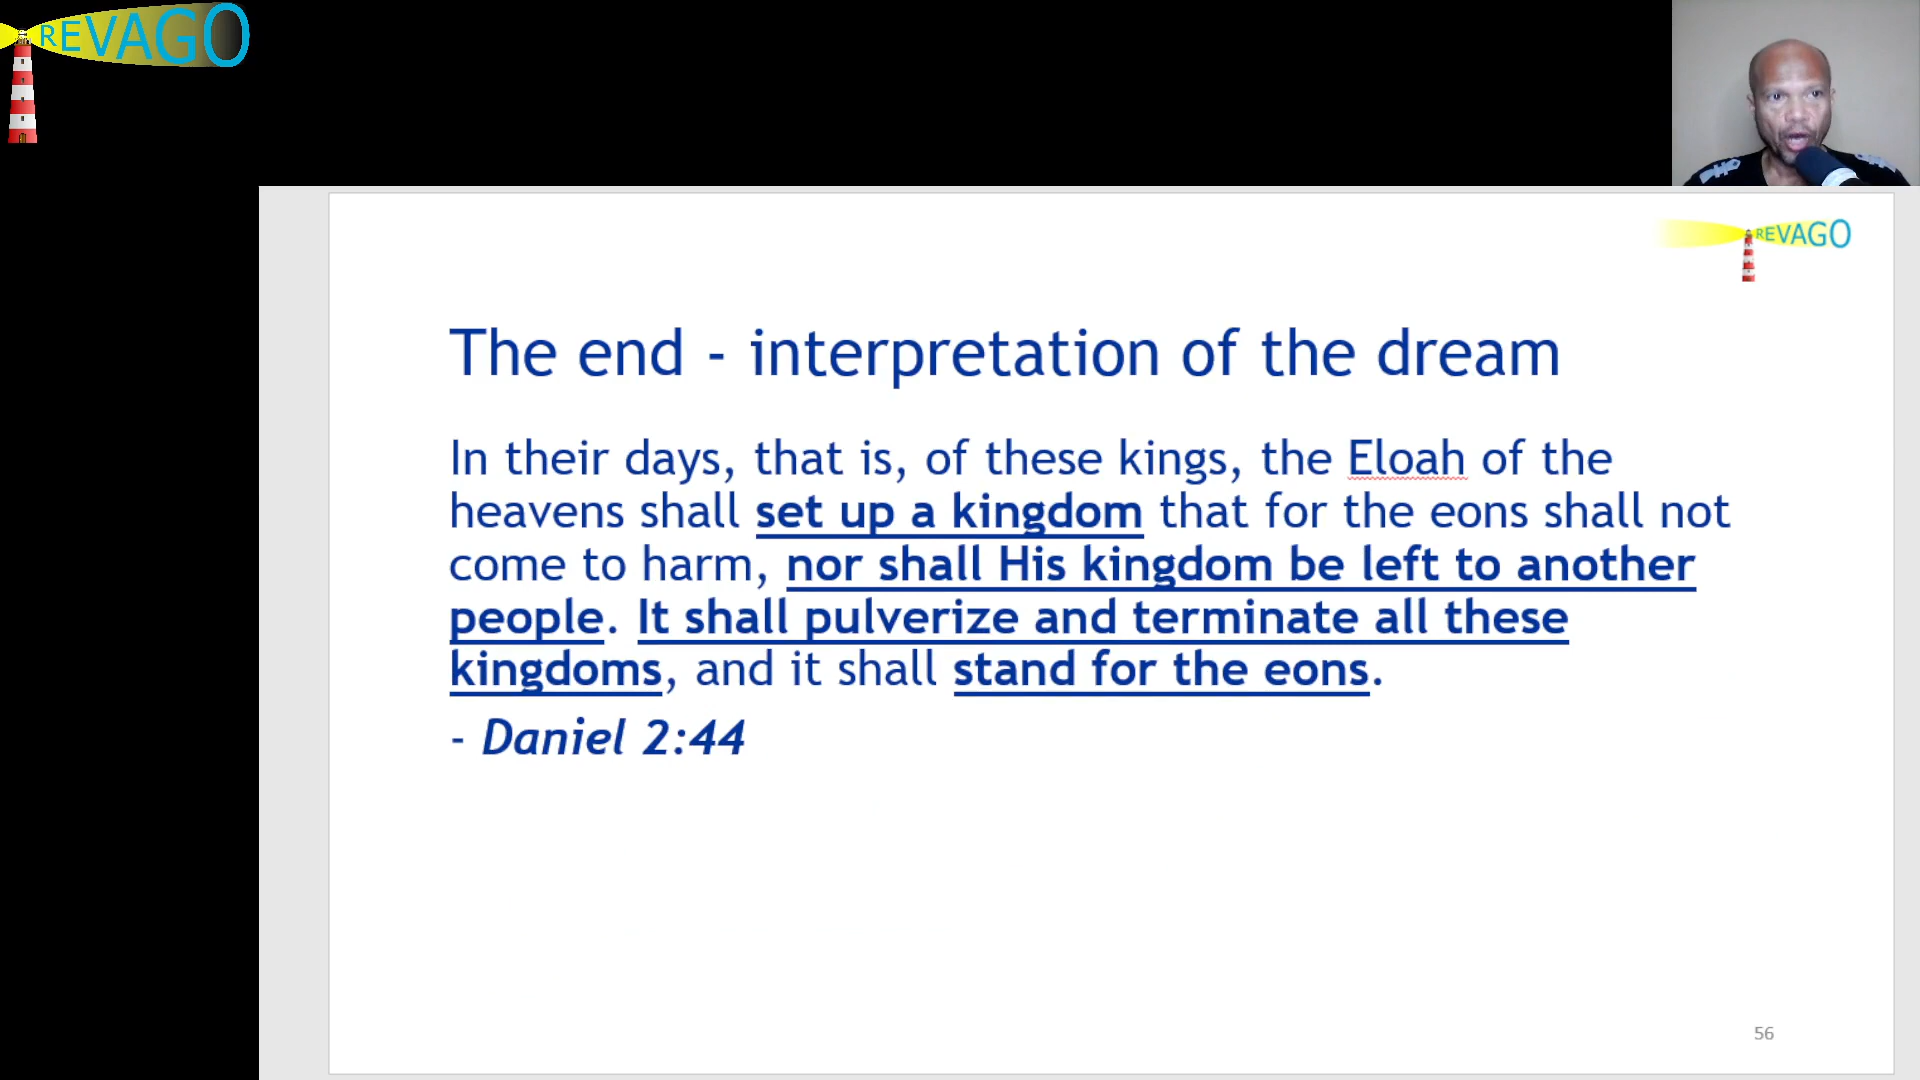 REVAGO
REVAGO
The end - interpretation of the dream
In their days, that is, of these kings, the Eloah of the
heavens shall set up a kingdom that for the eons shall not
come to harm, nor shall His kingdom be left to another
people. It shall pulverize and terminate all these
kingdoms, and it shall stand for the eons.
- Daniel 2:44
56